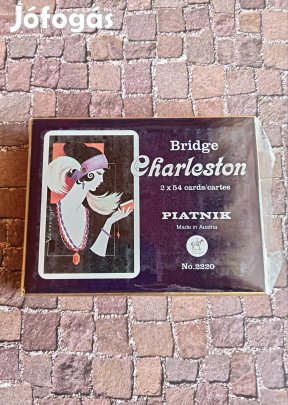 Jófogás
Bridge
Charleston
2 x 54 cards/cartes
PIATNIK
Made in Austria
No. 2220